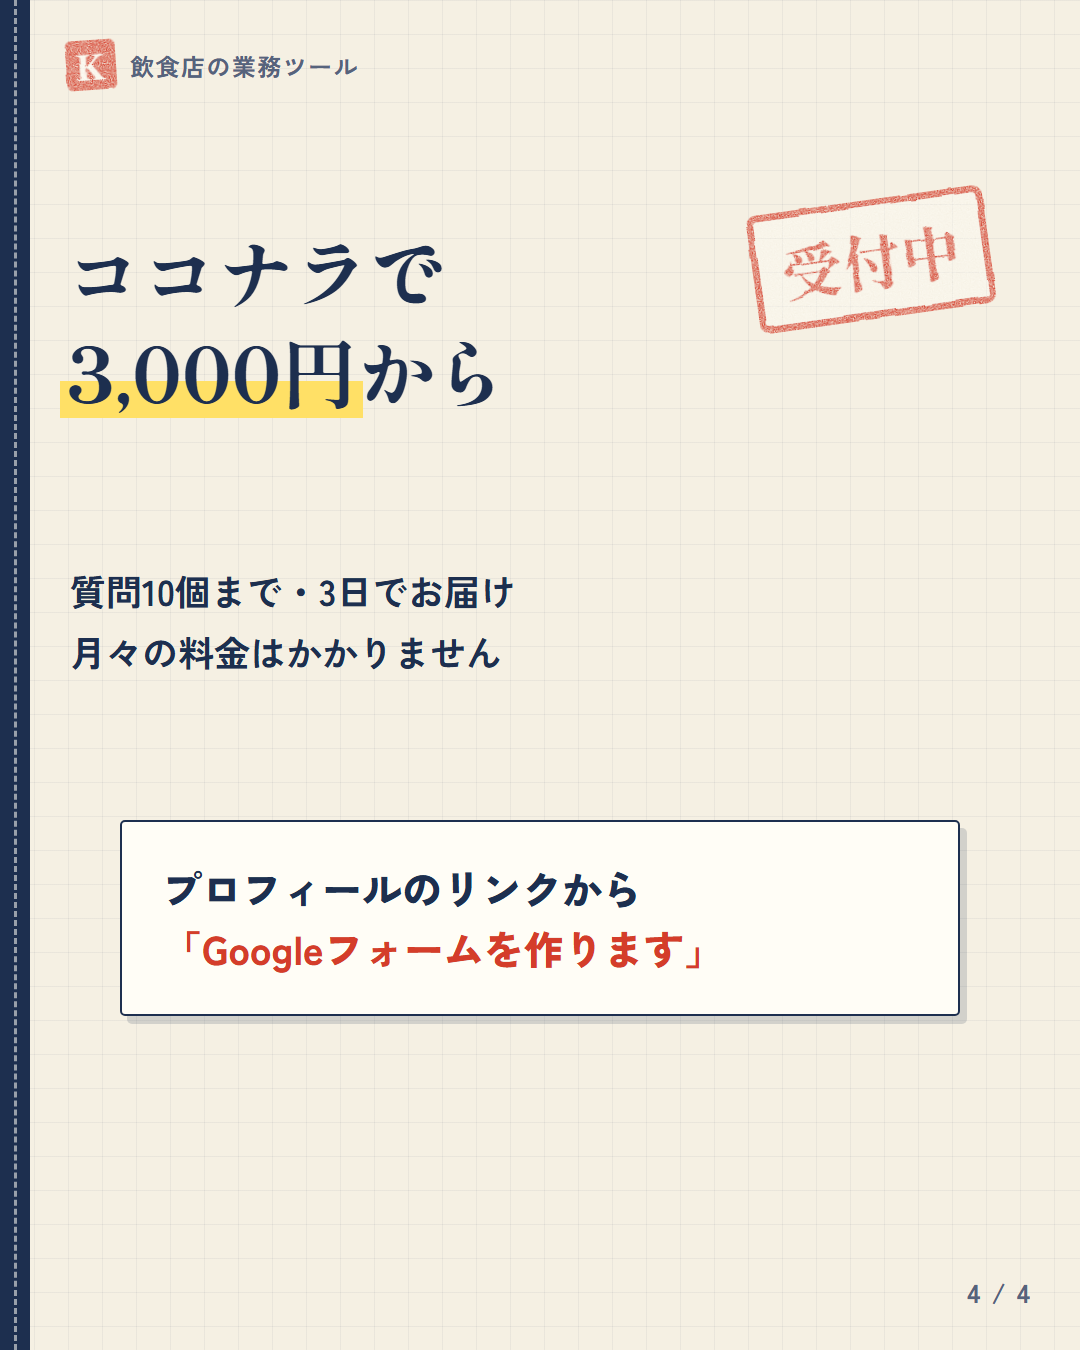 K 飲食店の業務ツール
受付中
ココナラで
3,000円から
質問10個まで・3日でお届け
月々の料金はかかりません
プロフィールのリンクから
「Googleフォームを作ります」
4 / 4